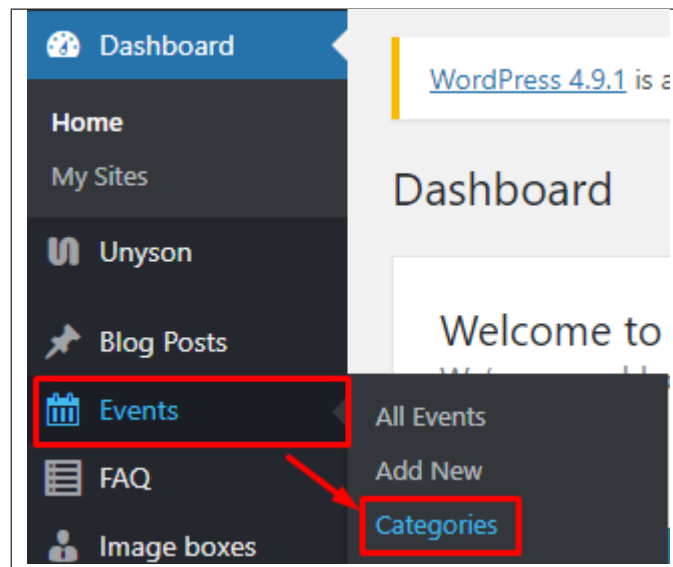 Dashboard
Home
My Sites
Unyson
Blog Posts
Events
FAQ
Image boxes
WordPress 4.9.1 is a
Dashboard
Welcome to
All Events
Add New
Categories